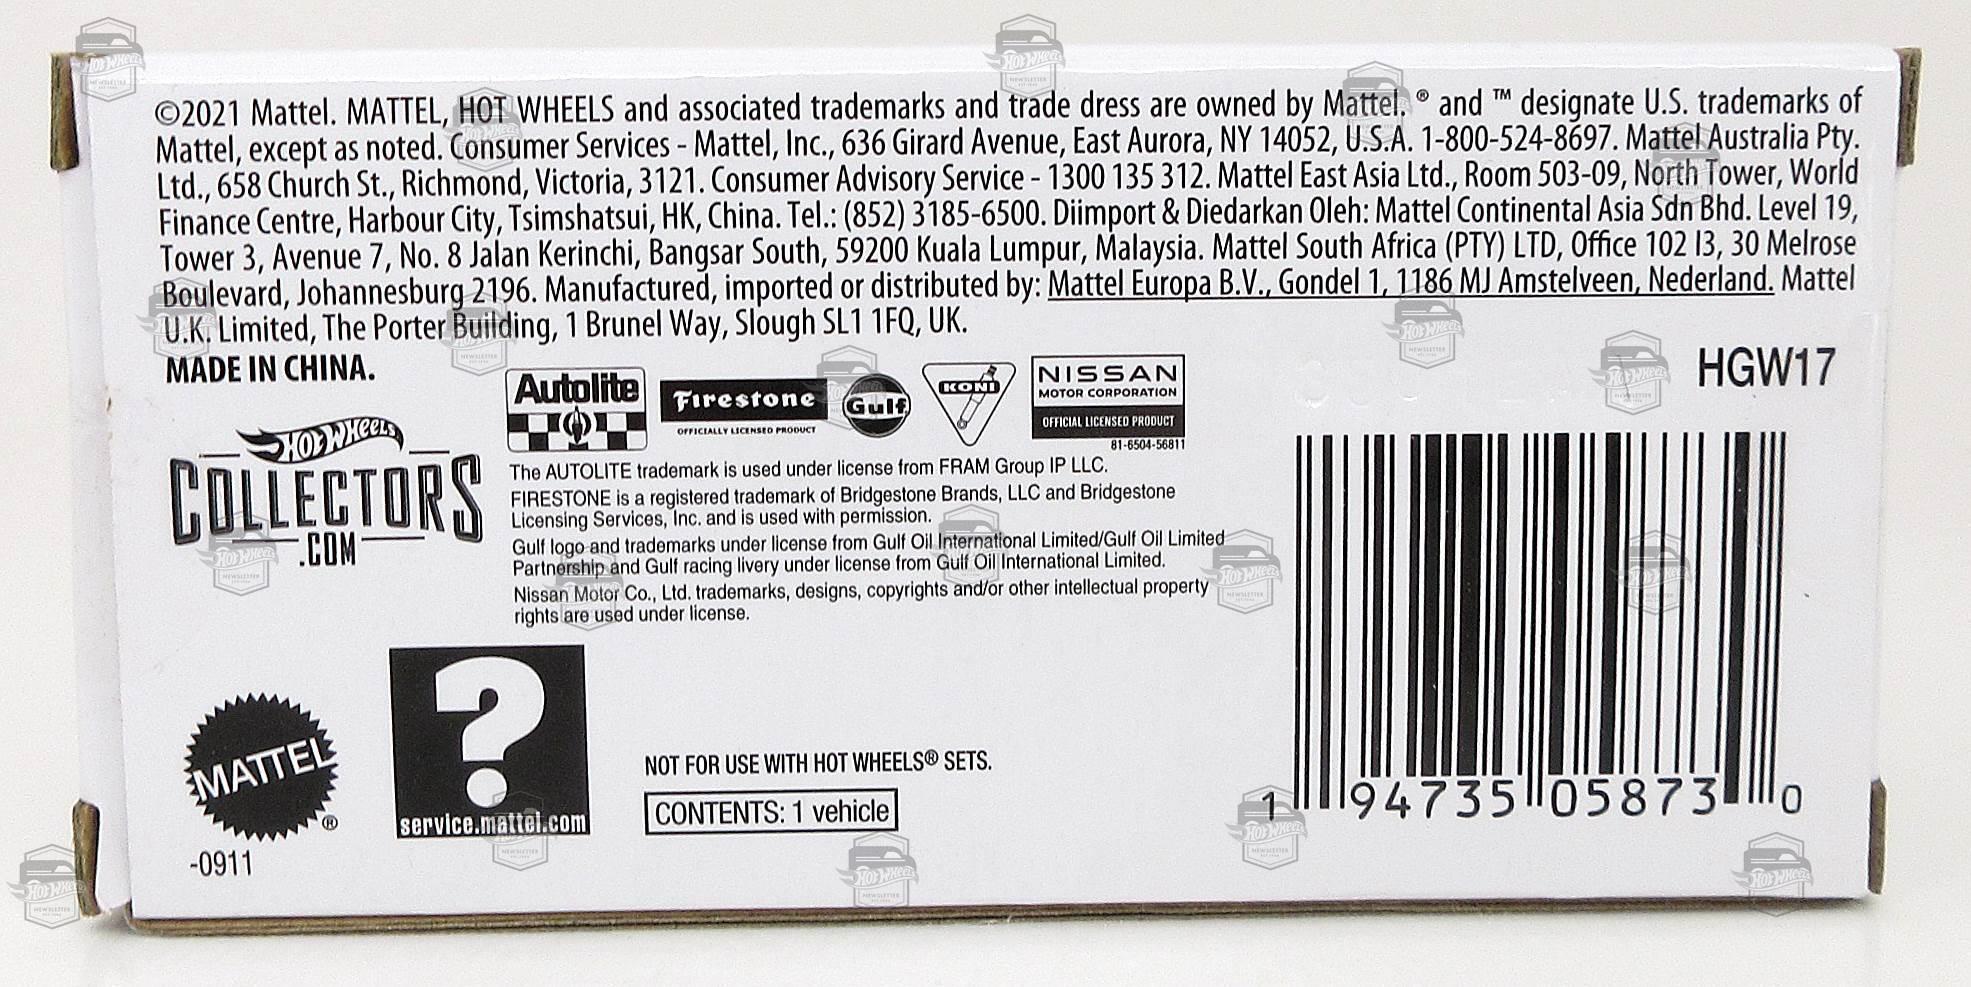 ©2021 Mattel. MATTEL, HOT WHEELS and associated trademarks and trade dress are owned by Mattel. ® and ™ designate U.S. trademarks of
Mattel, except as noted. Consumer Services - Mattel, Inc., 636 Girard Avenue, East Aurora, NY 14052, U.S.A. 1-800-524-8697. Mattel Australia Pty.
Ltd., 658 Church St., Richmond, Victoria, 3121. Consumer Advisory Service - 1300 135 312. Mattel East Asia Ltd., Room 503-09, North Tower, World
Finance Centre, Harbour City, Tsimshatsui, HK, China. Tel.: (852) 3185-6500. Diimport & Diedarkan Oleh: Mattel Continental Asia Sdn Bhd. Level 19,
Tower 3, Avenue 7, No. 8 Jalan Kerinchi, Bangsar South, 59200 Kuala Lumpur, Malaysia. Mattel South Africa (PTY) LTD, Office 102 I3, 30 Melrose
Boulevard, Johannesburg 2196. Manufactured, imported or distributed by: Mattel Europa B.V., Gondel 1, 1186 MJ Amstelveen, Nederland. Mattel
U.K. Limited, The Porter Building, 1 Brunel Way, Slough SL1 1FQ, UK.
MADE IN CHINA.
HOT WHEELS
COLLECTORS
.COM
Autolite
Firestone
OFFICIALLY LICENSED PRODUCT
Gulf
KONI
NISSAN
MOTOR CORPORATION
OFFICIAL LICENSED PRODUCT
81-6504-56811
HGW17
The AUTOLITE trademark is used under license from FRAM Group IP LLC.
FIRESTONE is a registered trademark of Bridgestone Brands, LLC and Bridgestone
Licensing Services, Inc. and is used with permission.
Gulf logo and trademarks under license from Gulf Oil International Limited/Gulf Oil Limited
Partnership and Gulf racing livery under license from Gulf Oil International Limited.
Nissan Motor Co., Ltd. trademarks, designs, copyrights and/or other intellectual property
rights are used under license.
MATTEL
®
-0911
?
service.mattel.com
NOT FOR USE WITH HOT WHEELS® SETS.
CONTENTS: 1 vehicle
1 94735 05873 0
HOT WHEELS
NEWSLETTER